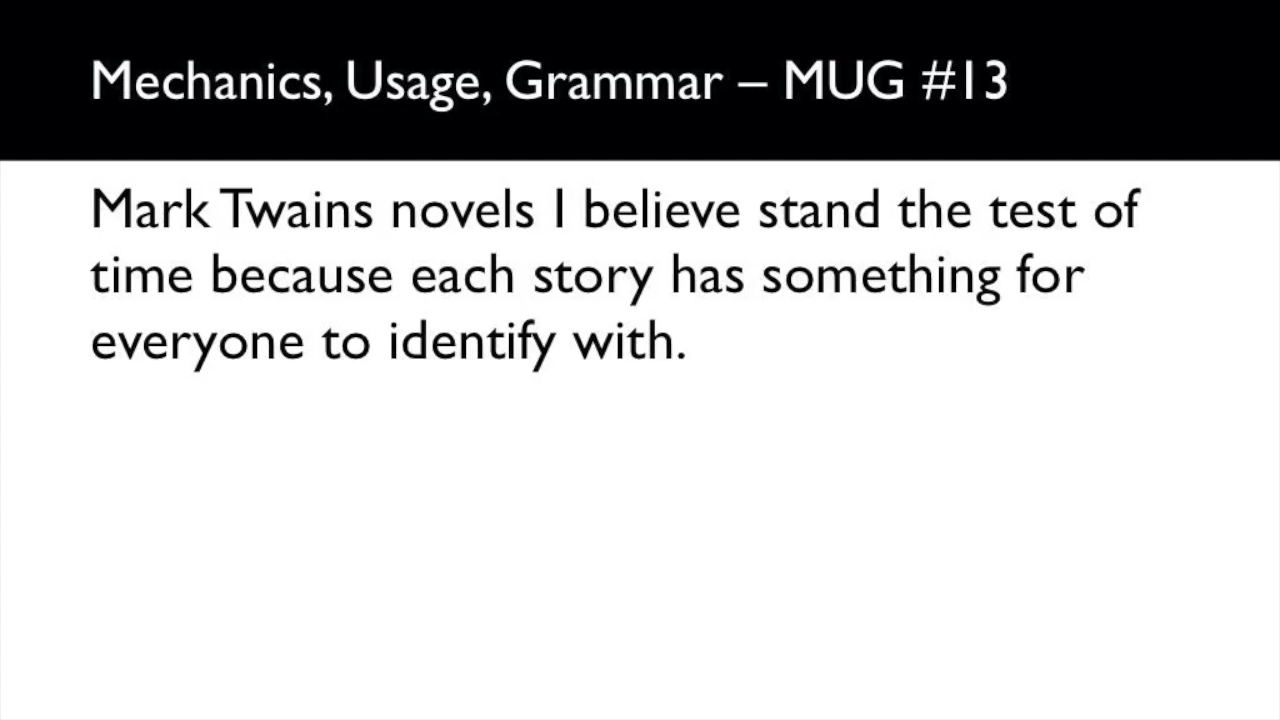 Mechanics, Usage, Grammar – MUG #13
Mark Twains novels I believe stand the test of
time because each story has something for
everyone to identify with.